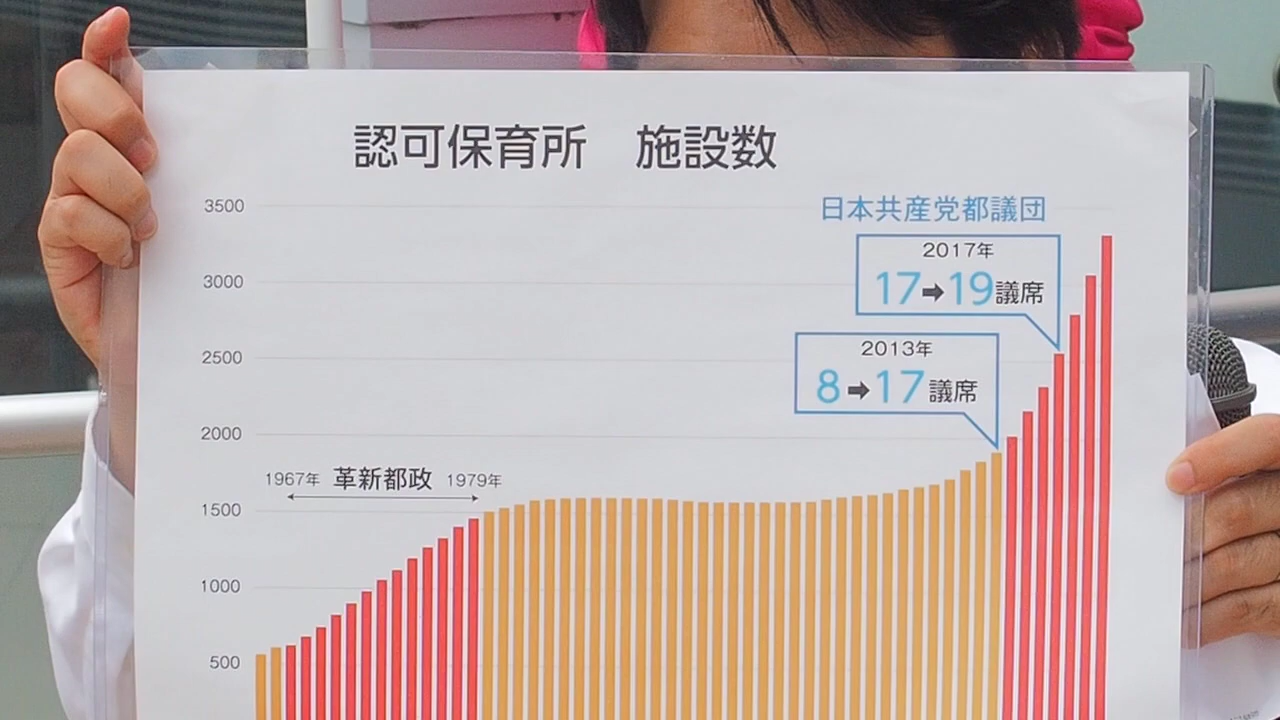 認可保育所　施設数
3500
日本共産党都議団
2017年
17➡19議席
3000
2013年
8➡17議席
2500
2000
1967年 革新都政 1979年
1500
1000
500